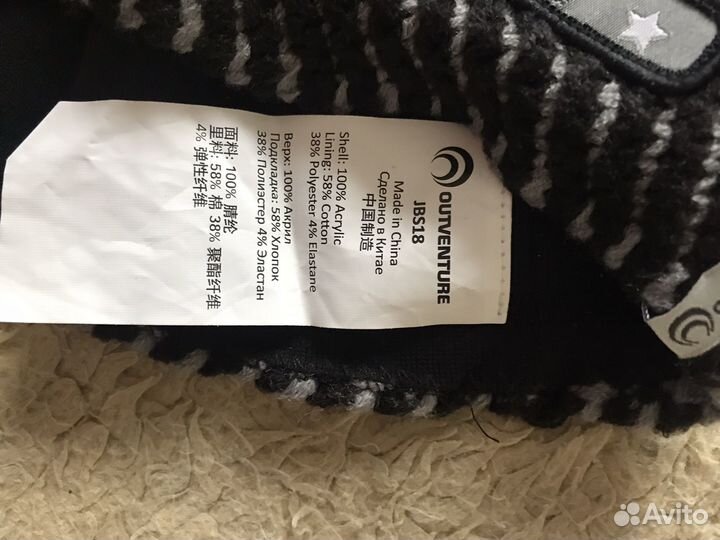 OUTVENTURE
JBS18
Made in China
Сделано в Китае
中国制造
Shell: 100% Acrylic
Lining: 58% Cotton
38% Polyester 4% Elastane
Верх: 100% Акрил
Подкладка: 58% Хлопок
38% Полиэстер 4% Эластан
面料: 100% 腈纶
里料: 58% 棉 38% 聚酯纤维
4% 弹性纤维
Avito